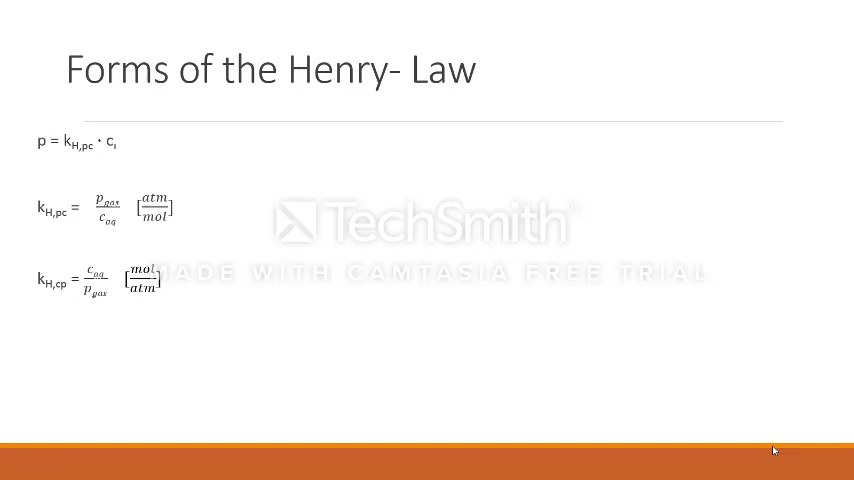 Forms of the Henry- Law
p = kH,pc · cı
kH,pc = pgas/caq [atm/mol]
TechSmith
MADE WITH CAMTASIA FREE TRIAL
kH,cp = caq/pgas [mol/atm]